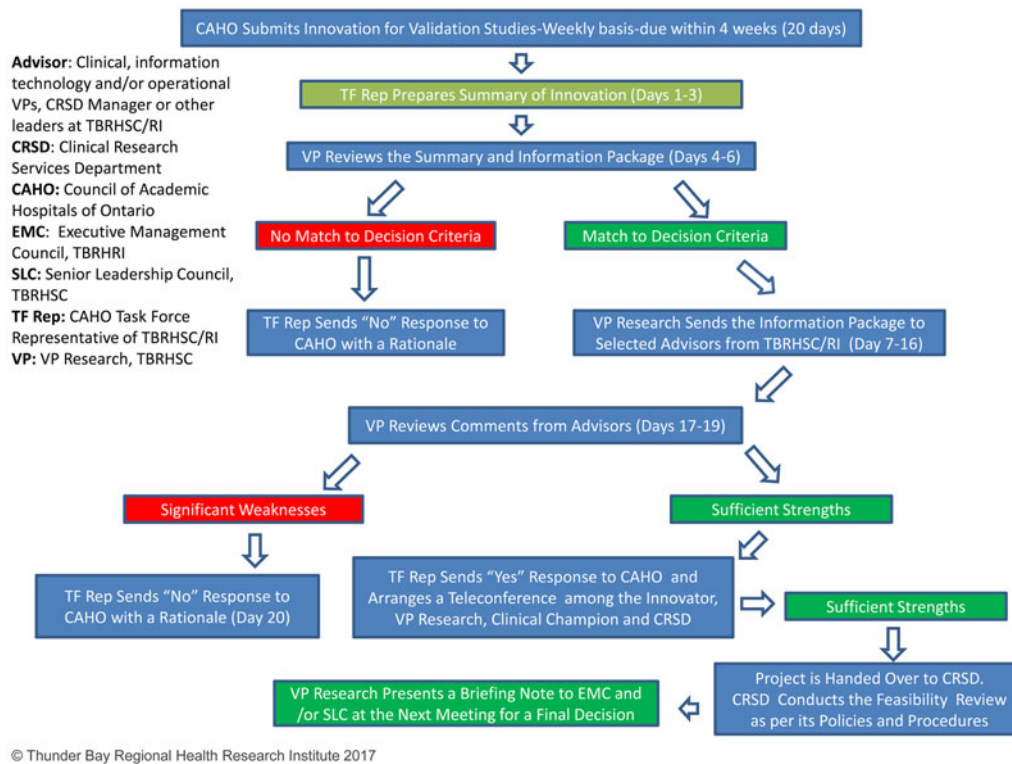 CAHO Submits Innovation for Validation Studies-Weekly basis-due within 4 weeks (20 days)
Advisor: Clinical, information
technology and/or operational
VPs, CRSD Manager or other
leaders at TBRHSC/RI
CRSD: Clinical Research
Services Department
CAHO: Council of Academic
Hospitals of Ontario
EMC: Executive Management
Council, TBRHRI
SLC: Senior Leadership Council,
TBRHSC
TF Rep: CAHO Task Force
Representative of TBRHSC/RI
VP: VP Research, TBRHSC
TF Rep Prepares Summary of Innovation (Days 1-3)
VP Reviews the Summary and Information Package (Days 4-6)
No Match to Decision Criteria
Match to Decision Criteria
TF Rep Sends “No” Response to
CAHO with a Rationale
VP Research Sends the Information Package to
Selected Advisors from TBRHSC/RI (Day 7-16)
VP Reviews Comments from Advisors (Days 17-19)
Significant Weaknesses
Sufficient Strengths
TF Rep Sends “No” Response to
CAHO with a Rationale (Day 20)
TF Rep Sends “Yes” Response to CAHO and
Arranges a Teleconference among the Innovator,
VP Research, Clinical Champion and CRSD
Sufficient Strengths
Project is Handed Over to CRSD.
CRSD Conducts the Feasibility Review
as per its Policies and Procedures
VP Research Presents a Briefing Note to EMC and
/or SLC at the Next Meeting for a Final Decision
© Thunder Bay Regional Health Research Institute 2017